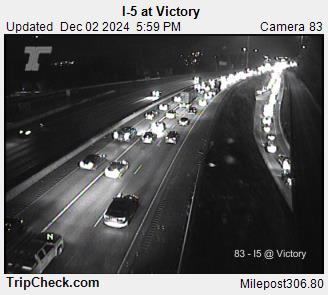 I-5 at Victory
Updated Dec 02 2024 5:59 PM Camera 83
T
N
83 - I5 @ Victory
TripCheck.com Milepost306.80